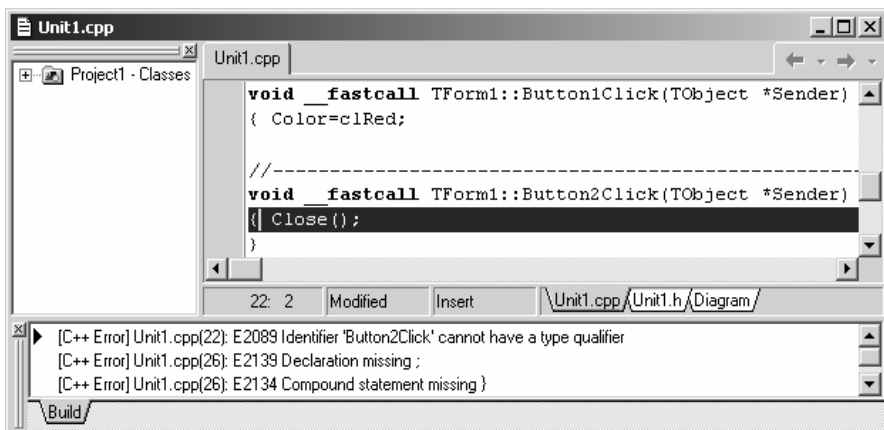 Unit1.cpp
Project1 - Classes
Unit1.cpp
void __fastcall TForm1::Button1Click(TObject *Sender)
{ Color=clRed;
//----------------------------------------------------
void __fastcall TForm1::Button2Click(TObject *Sender)
{ Close();
}
22: 2 Modified Insert Unit1.cpp Unit1.h Diagram
[C++ Error] Unit1.cpp(22): E2089 Identifier 'Button2Click' cannot have a type qualifier
[C++ Error] Unit1.cpp(26): E2139 Declaration missing ;
[C++ Error] Unit1.cpp(26): E2134 Compound statement missing }
Build